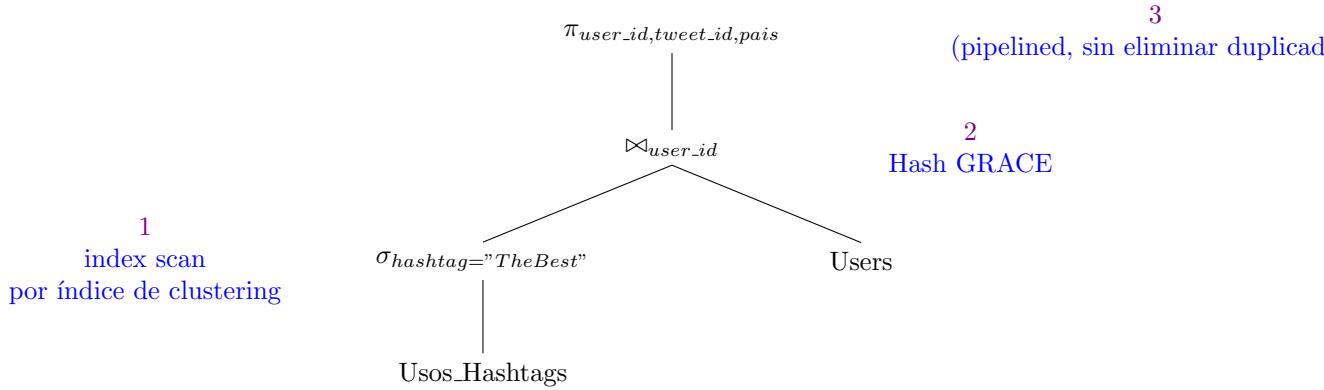 π_{user_id,tweet_id,pais}
3
(pipelined, sin eliminar duplicad
⋈_{user_id}
2
Hash GRACE
1
index scan
por índice de clustering
σ_{hashtag="TheBest"}
Users
Usos_Hashtags